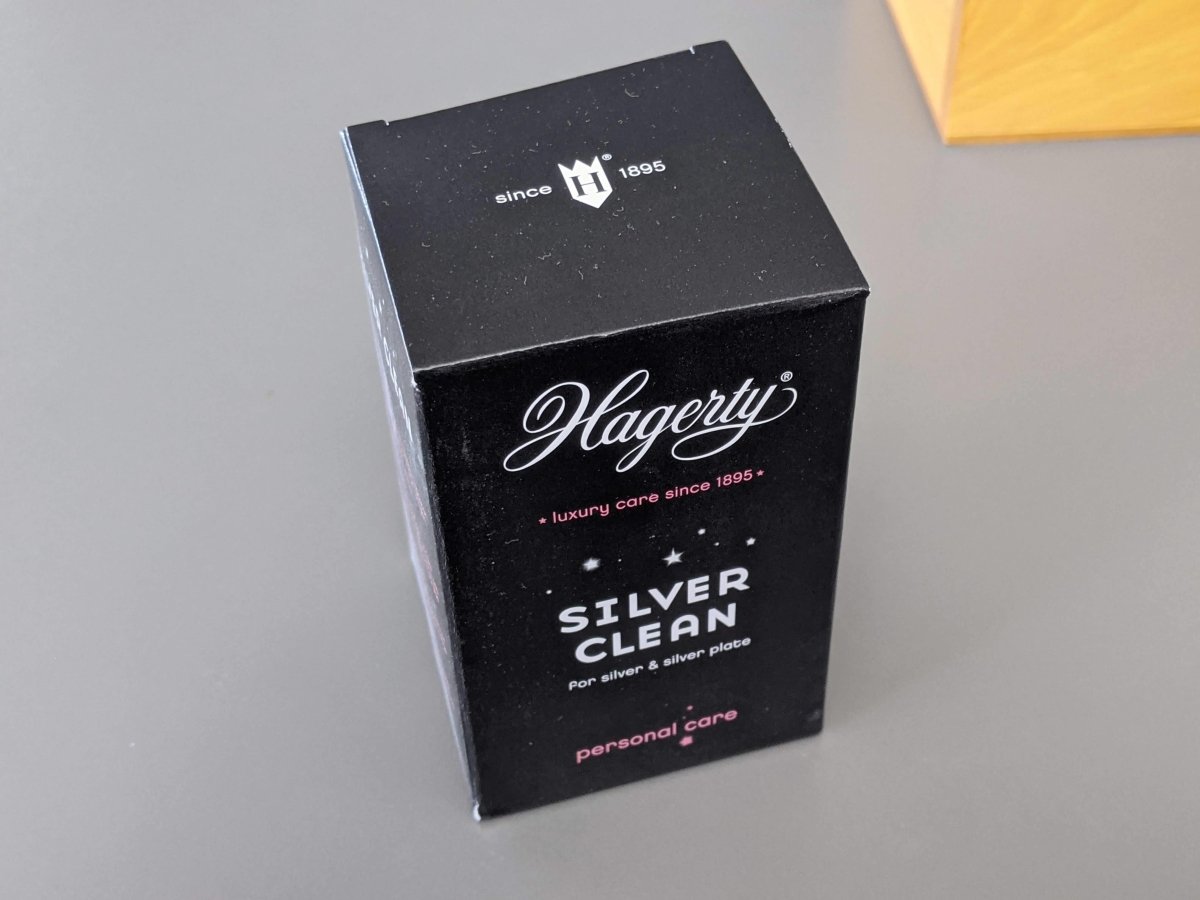 since H® 1895
Hagerty®
* luxury care since 1895 *
SILVER
CLEAN
for silver & silver plate
personal care